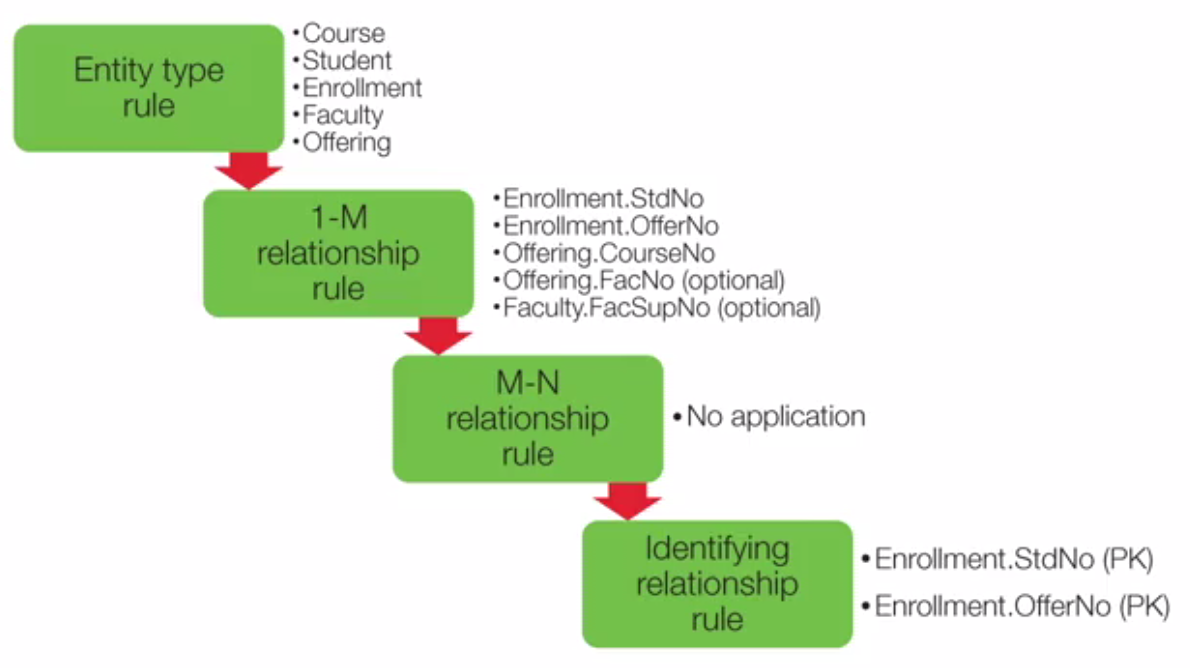 Entity type
rule
•Course
•Student
•Enrollment
•Faculty
•Offering
1-M
relationship
rule
•Enrollment.StdNo
•Enrollment.OfferNo
•Offering.CourseNo
•Offering.FacNo (optional)
•Faculty.FacSupNo (optional)
M-N
relationship
rule
•No application
Identifying
relationship
rule
•Enrollment.StdNo (PK)
•Enrollment.OfferNo (PK)